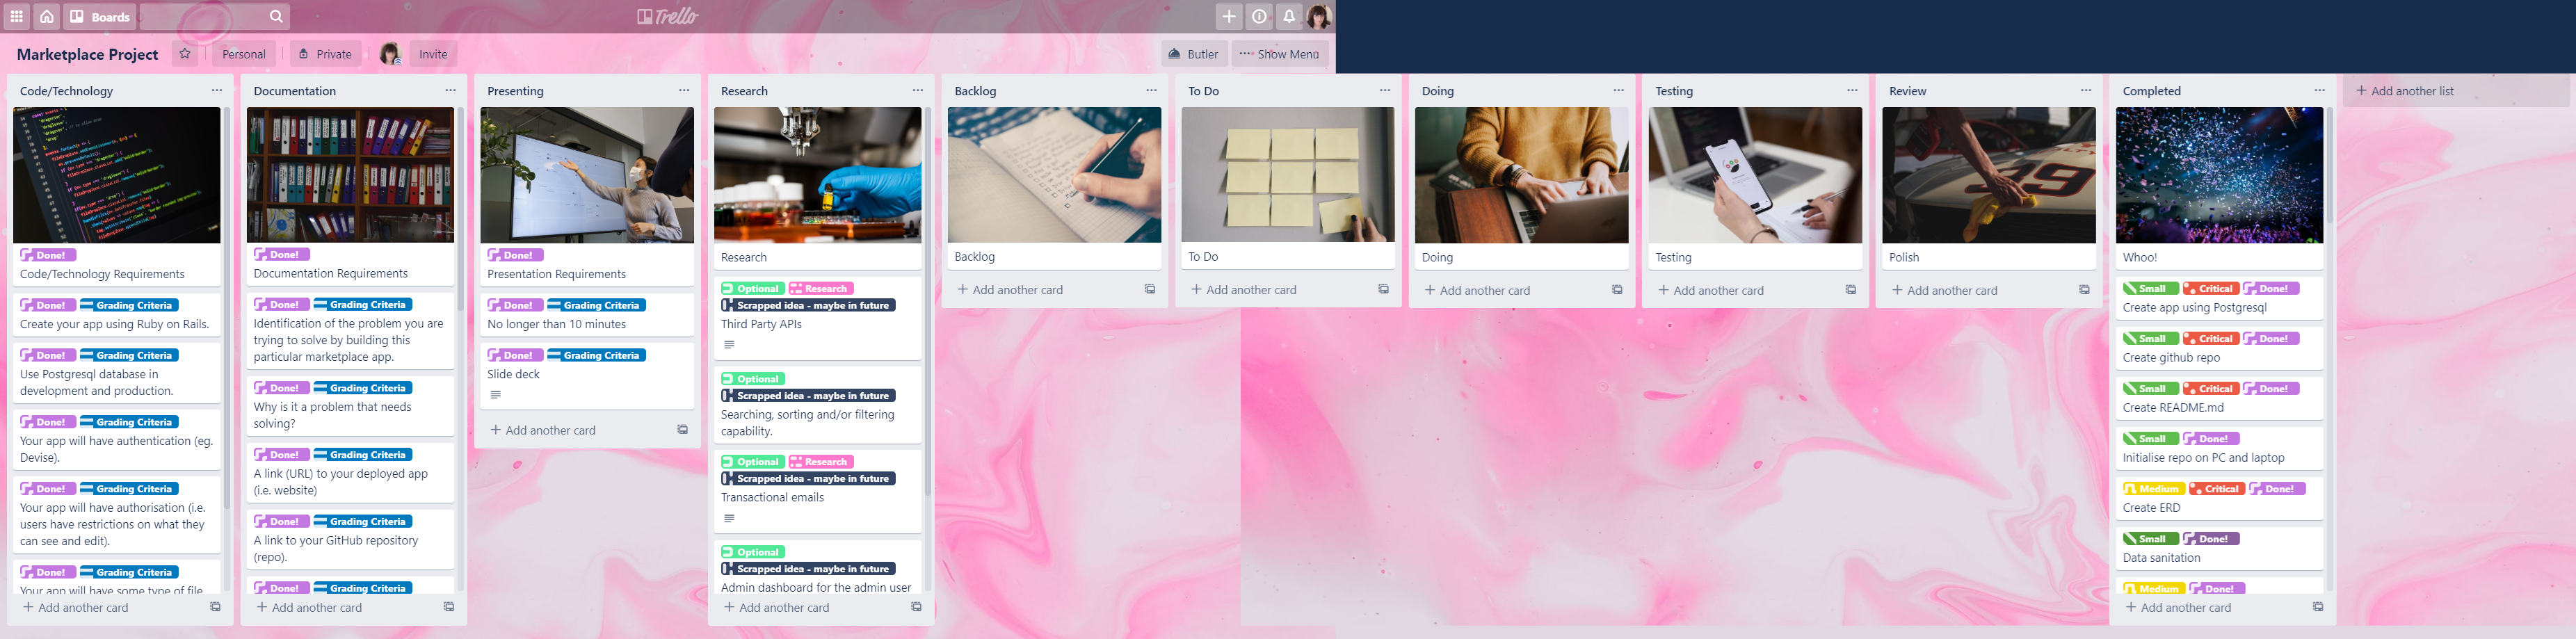 Boards
Trello
Marketplace Project
Personal
Private
Invite
Butler
Show Menu
Code/Technology
Done!
Code/Technology Requirements
Done! Grading Criteria
Create your app using Ruby on Rails.
Done! Grading Criteria
Use Postgresql database in
development and production.
Done! Grading Criteria
Your app will have authentication (eg.
Devise).
Done! Grading Criteria
Your app will have authorisation (i.e.
users have restrictions on what they
can see and edit).
Done! Grading Criteria
Your app will have some type of file
+ Add another card
Documentation
Done!
Documentation Requirements
Done! Grading Criteria
Identification of the problem you are
trying to solve by building this
particular marketplace app.
Done! Grading Criteria
Why is it a problem that needs
solving?
Done! Grading Criteria
A link (URL) to your deployed app
(i.e. website)
Done! Grading Criteria
A link to your GitHub repository
(repo).
Done! Grading Criteria
+ Add another card
Presenting
Done!
Presentation Requirements
Done! Grading Criteria
No longer than 10 minutes
Done! Grading Criteria
Slide deck
+ Add another card
Research
Research
Optional Research
Scrapped idea - maybe in future
Third Party APIs
Optional
Scrapped idea - maybe in future
Searching, sorting and/or filtering
capability.
Optional Research
Scrapped idea - maybe in future
Transactional emails
Optional
Scrapped idea - maybe in future
Admin dashboard for the admin user
+ Add another card
Backlog
Backlog
+ Add another card
To Do
To Do
+ Add another card
Doing
Doing
+ Add another card
Testing
Testing
+ Add another card
Review
39
Polish
+ Add another card
Completed
Whoo!
Small Critical Done!
Create app using Postgresql
Small Critical Done!
Create github repo
Small Critical Done!
Create README.md
Small Done!
Initialise repo on PC and laptop
Medium Critical Done!
Create ERD
Small Done!
Data sanitation
Medium Done!
+ Add another card
+ Add another list